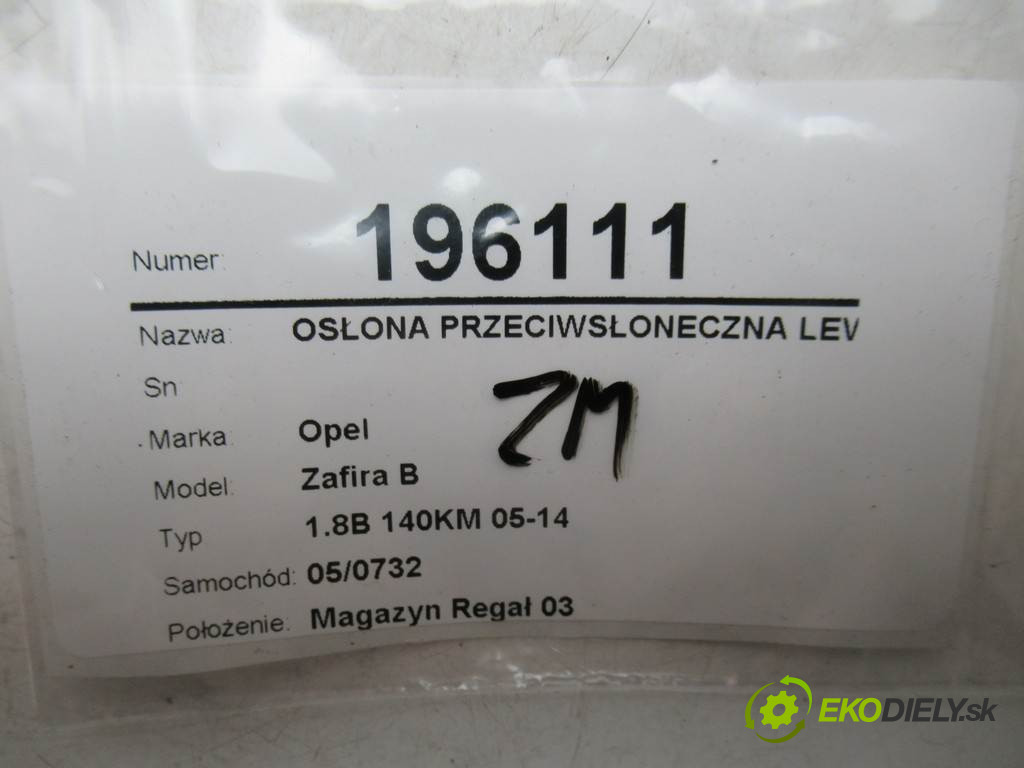 Numer: 196111
Nazwa: OSŁONA PRZECIWSŁONECZNA LEW
Sn
Marka: Opel
ZM
Model: Zafira B
Typ 1.8B 140KM 05-14
Samochód: 05/0732
Położenie: Magazyn Regał 03
EKODIELY.sk